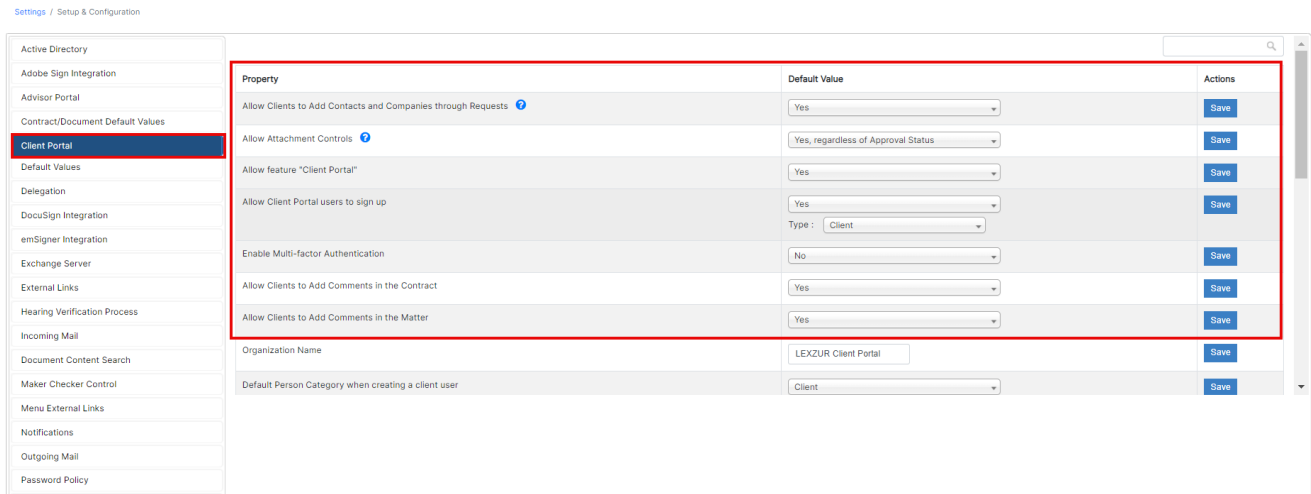 Settings / Setup & Configuration
Active Directory
Adobe Sign Integration
Advisor Portal
Contract/Document Default Values
Client Portal
Default Values
Delegation
DocuSign Integration
emSigner Integration
Exchange Server
External Links
Hearing Verification Process
Incoming Mail
Document Content Search
Maker Checker Control
Menu External Links
Notifications
Outgoing Mail
Password Policy
Property Default Value Actions
Allow Clients to Add Contacts and Companies through Requests ? Yes Save
Allow Attachment Controls ? Yes, regardless of Approval Status Save
Allow feature "Client Portal" Yes Save
Allow Client Portal users to sign up Yes Save
Type : Client
Enable Multi-factor Authentication No Save
Allow Clients to Add Comments in the Contract Yes Save
Allow Clients to Add Comments in the Matter Yes Save
Organization Name LEXZUR Client Portal Save
Default Person Category when creating a client user Client Save